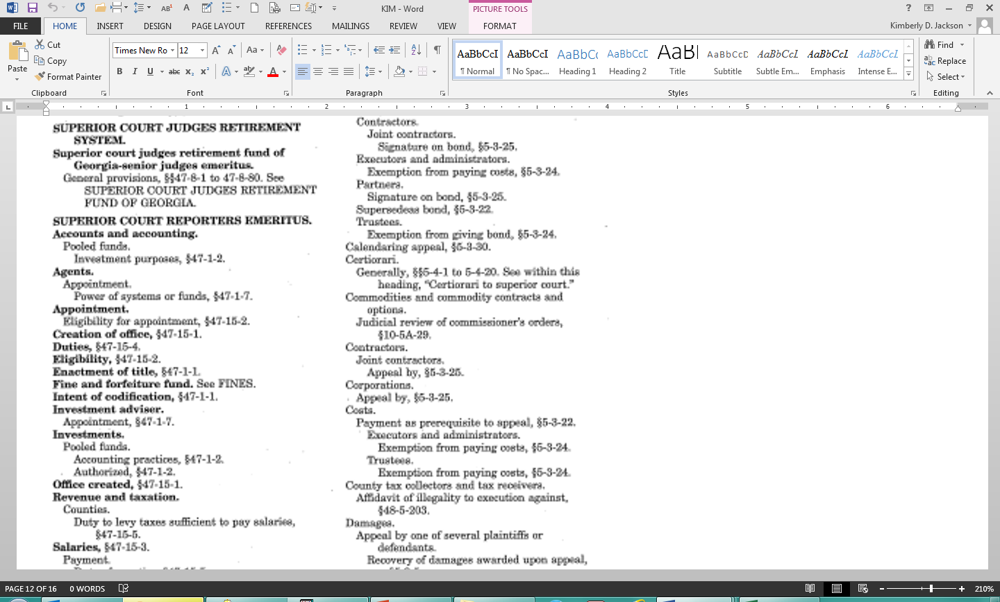 KIM - Word
PICTURE TOOLS
FILE
HOME
INSERT
DESIGN
PAGE LAYOUT
REFERENCES
MAILINGS
REVIEW
VIEW
FORMAT
Kimberly D. Jackson
Paste
Cut
Copy
Format Painter
Clipboard
Times New Ro
12
Font
Paragraph
AaBbCcI
¶ Normal
AaBbCcI
¶ No Spac...
AaBbCc
Heading 1
AaBbCcD
Heading 2
AaBl
Title
AaBbCcD
Subtitle
AaBbCcI
Subtle Em...
AaBbCcI
Emphasis
AaBbCcI
Intense E...
Styles
Find
Replace
Select
Editing
1 2 3 4 5 6
SUPERIOR COURT JUDGES RETIREMENT
SYSTEM.
Superior court judges retirement fund of
Georgia-senior judges emeritus.
General provisions, §§47-8-1 to 47-8-80. See
SUPERIOR COURT JUDGES RETIREMENT
FUND OF GEORGIA.
SUPERIOR COURT REPORTERS EMERITUS.
Accounts and accounting.
Pooled funds.
Investment purposes, §47-1-2.
Agents.
Appointment.
Power of systems or funds, §47-1-7.
Appointment.
Eligibility for appointment, §47-15-2.
Creation of office, §47-15-1.
Duties, §47-15-4.
Eligibility, §47-15-2.
Enactment of title, §47-1-1.
Fine and forfeiture fund. See FINES.
Intent of codification, §47-1-1.
Investment adviser.
Appointment, §47-1-7.
Investments.
Pooled funds.
Accounting practices, §47-1-2.
Authorized, §47-1-2.
Office created, §47-15-1.
Revenue and taxation.
Counties.
Duty to levy taxes sufficient to pay salaries,
§47-15-5.
Salaries, §47-15-3.
Payment.
Contractors.
Joint contractors.
Signature on bond, §5-3-25.
Executors and administrators.
Exemption from paying costs, §5-3-24.
Partners.
Signature on bond, §5-3-25.
Supersedeas bond, §5-3-22.
Trustees.
Exemption from giving bond, §5-3-24.
Calendaring appeal, §5-3-30.
Certiorari.
Generally, §§5-4-1 to 5-4-20. See within this
heading, "Certiorari to superior court."
Commodities and commodity contracts and
options.
Judicial review of commissioner's orders,
§10-5A-29.
Contractors.
Joint contractors.
Appeal by, §5-3-25.
Corporations.
Appeal by, §5-3-25.
Costs.
Payment as prerequisite to appeal, §5-3-22.
Executors and administrators.
Exemption from paying costs, §5-3-24.
Trustees.
Exemption from paying costs, §5-3-24.
County tax collectors and tax receivers.
Affidavit of illegality to execution against,
§48-5-203.
Damages.
Appeal by one of several plaintiffs or
defendants.
Recovery of damages awarded upon appeal,
PAGE 12 OF 16
0 WORDS
210%